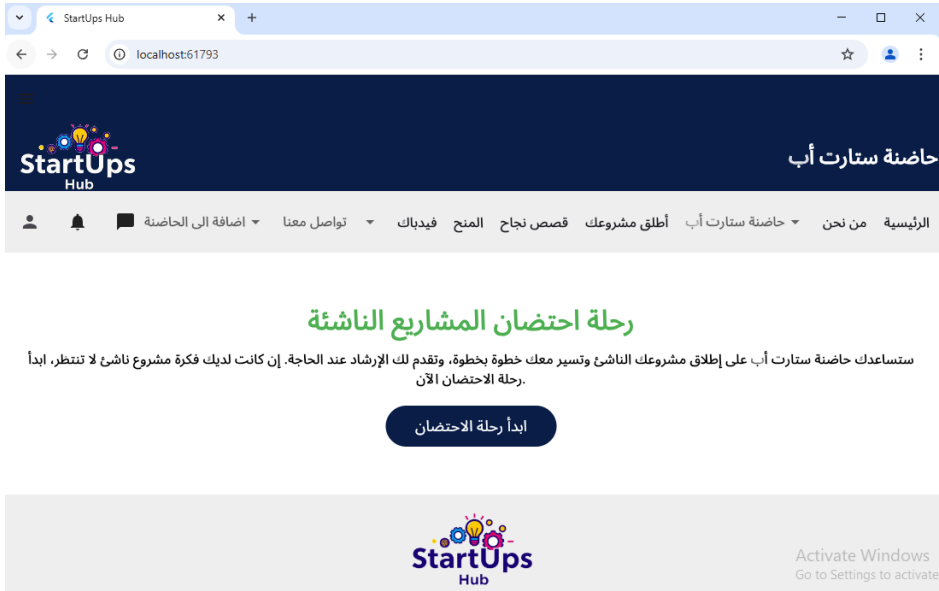 StartUps Hub
localhost:61793
StartUps
Hub
حاضنة ستارت أب
الرئيسية من نحن حاضنة ستارت أب أطلق مشروعك قصص نجاح المنح فيدباك تواصل معنا اضافة الى الحاضنة
رحلة احتضان المشاريع الناشئة
ستساعدك حاضنة ستارت أب على إطلاق مشروعك الناشئ وتسير معك خطوة بخطوة، وتقدم لك الإرشاد عند الحاجة. إن كانت لديك فكرة مشروع ناشئ لا تنتظر، ابدأ
.رحلة الاحتضان الآن
ابدأ رحلة الاحتضان
StartUps
Hub
Activate Windows
Go to Settings to activate